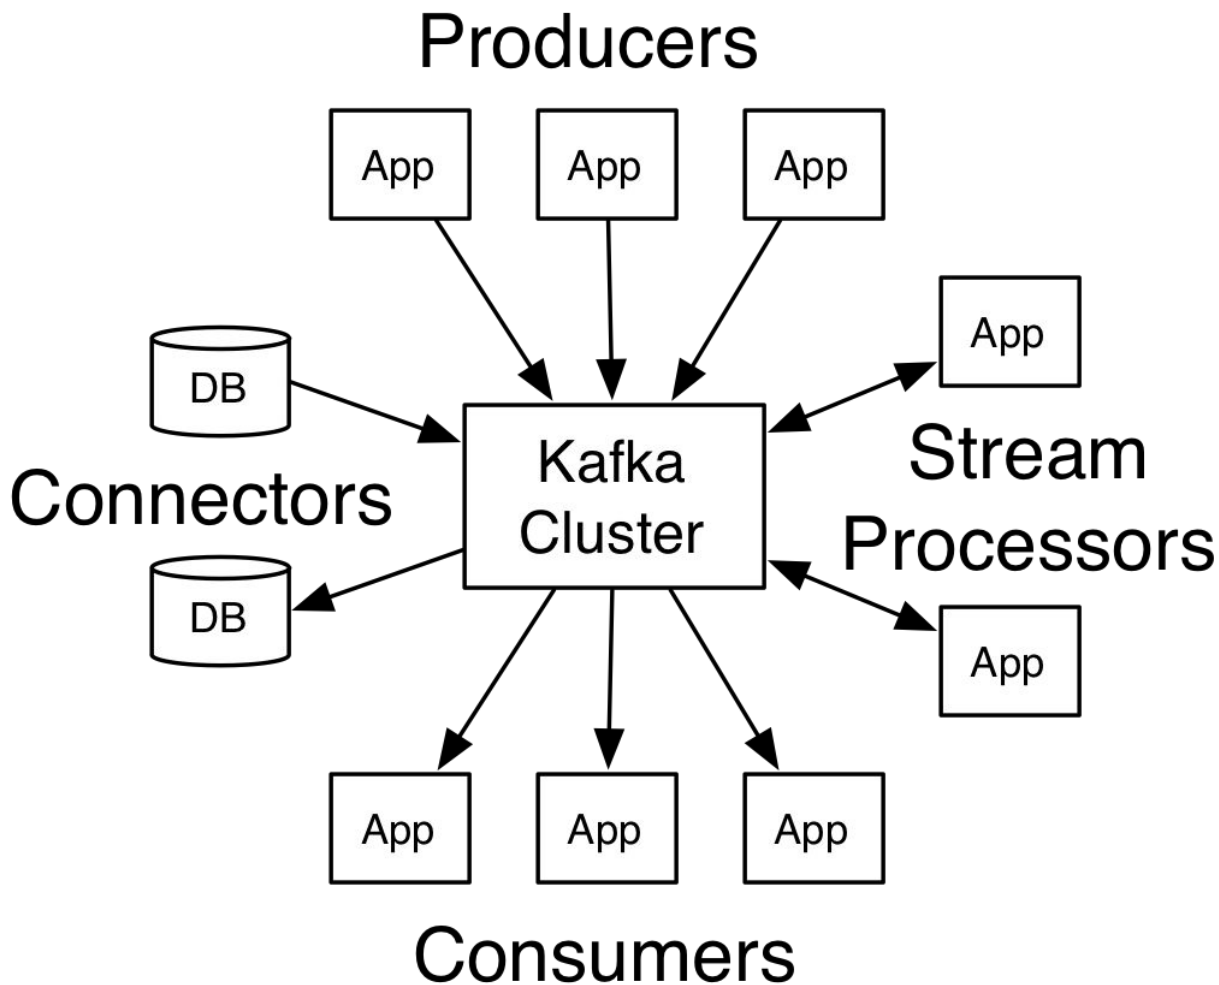 Producers
App
App
App
App
DB
Kafka
Cluster
Stream
Processors
Connectors
DB
App
App
App
App
Consumers